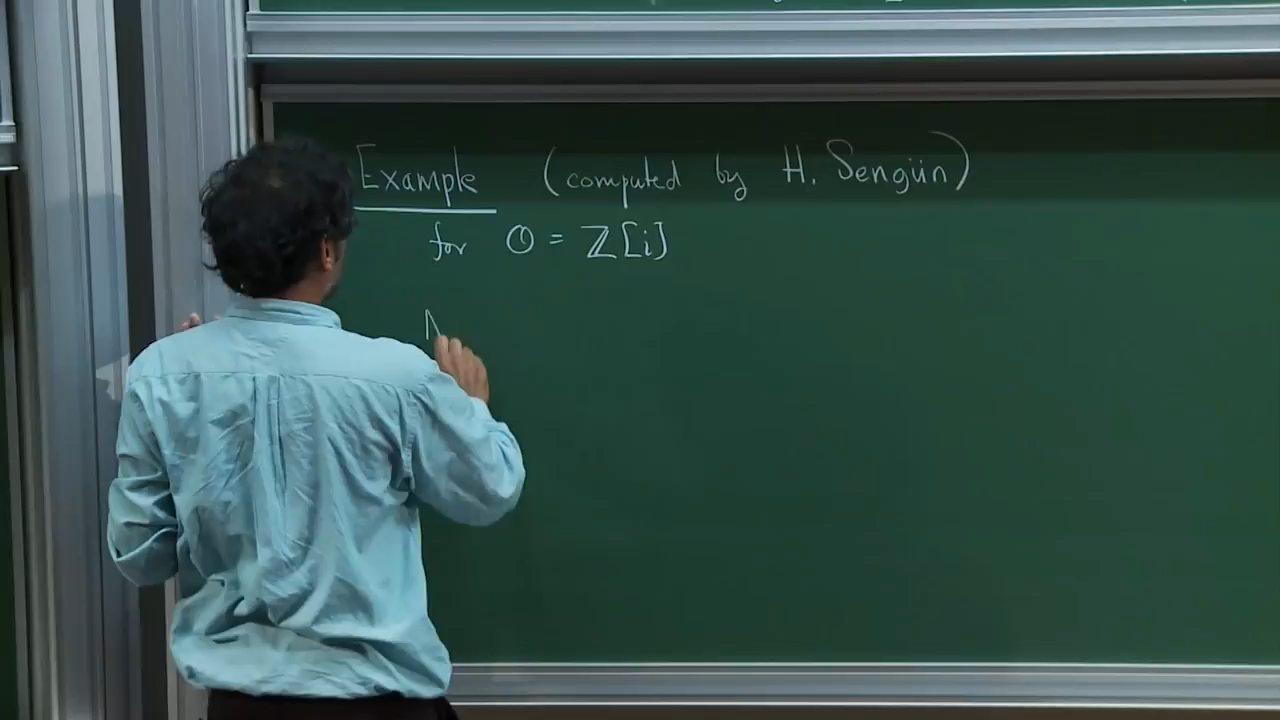 Example (computed by H. Sengün)
for O = ℤ[i]